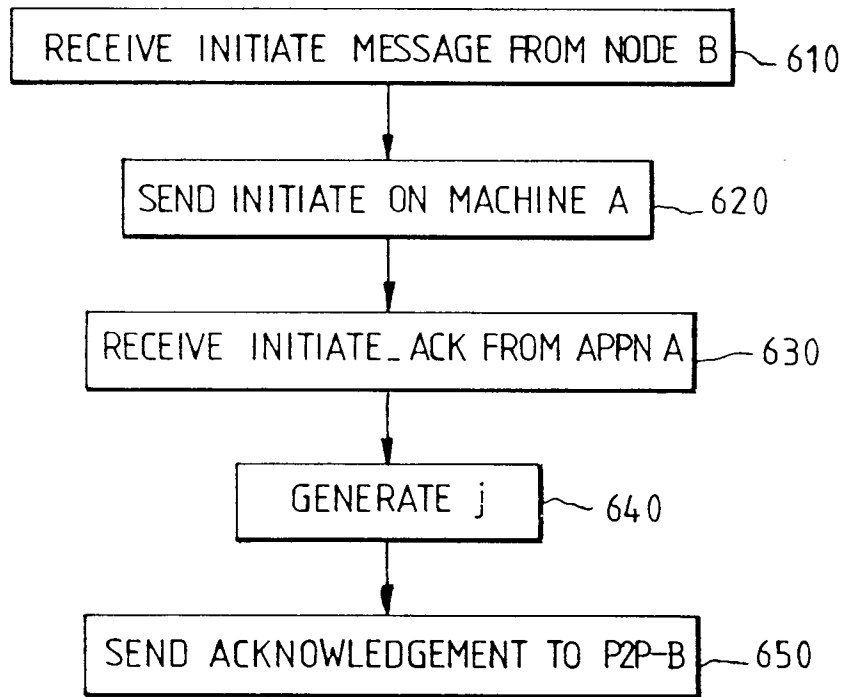 RECEIVE INITIATE MESSAGE FROM NODE B
610
SEND INITIATE ON MACHINE A
620
RECEIVE INITIATE_ACK FROM APPN A
630
GENERATE j
640
SEND ACKNOWLEDGEMENT TO P2P-B
650